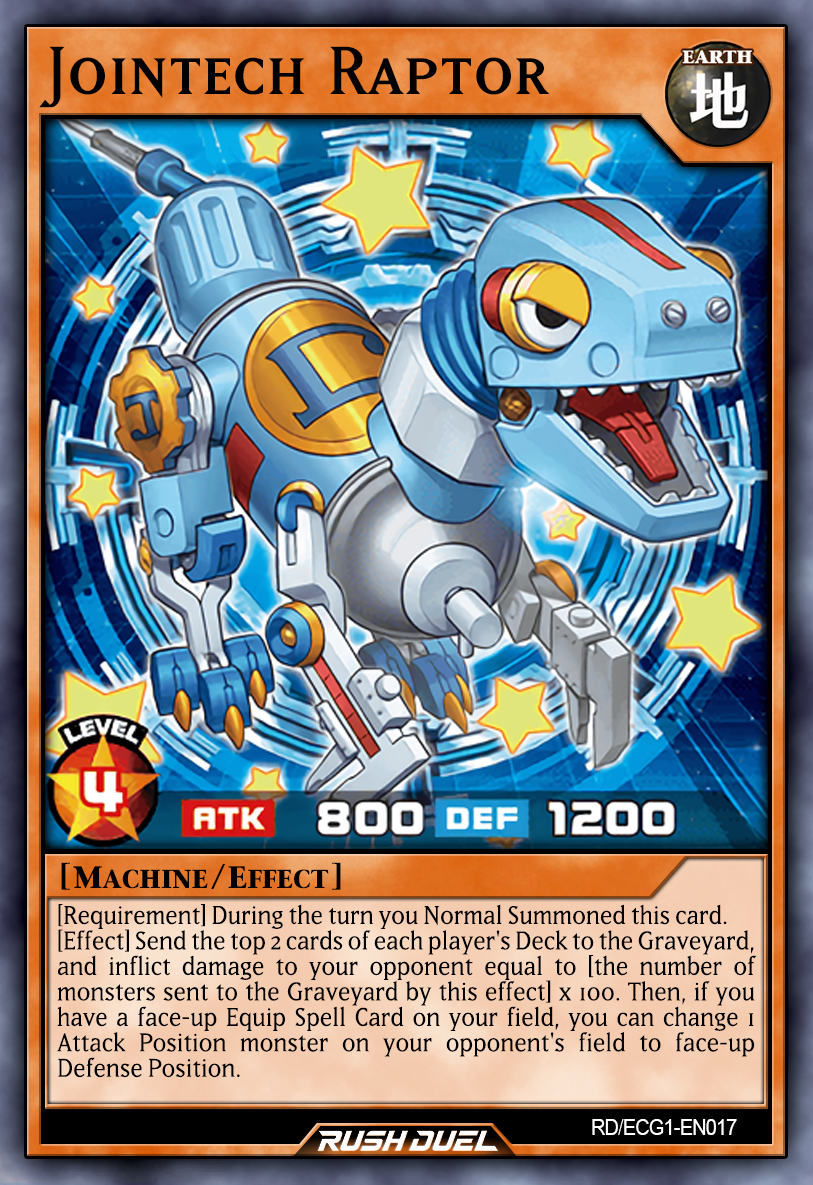 Jointech Raptor
EARTH
地
LEVEL
4
ATK 800 DEF 1200
[Machine/Effect]
[Requirement] During the turn you Normal Summoned this card.
[Effect] Send the top 2 cards of each player's Deck to the Graveyard,
and inflict damage to your opponent equal to [the number of
monsters sent to the Graveyard by this effect] x 100. Then, if you
have a face-up Equip Spell Card on your field, you can change 1
Attack Position monster on your opponent's field to face-up
Defense Position.
RD/ECG1-EN017
RUSH DUEL